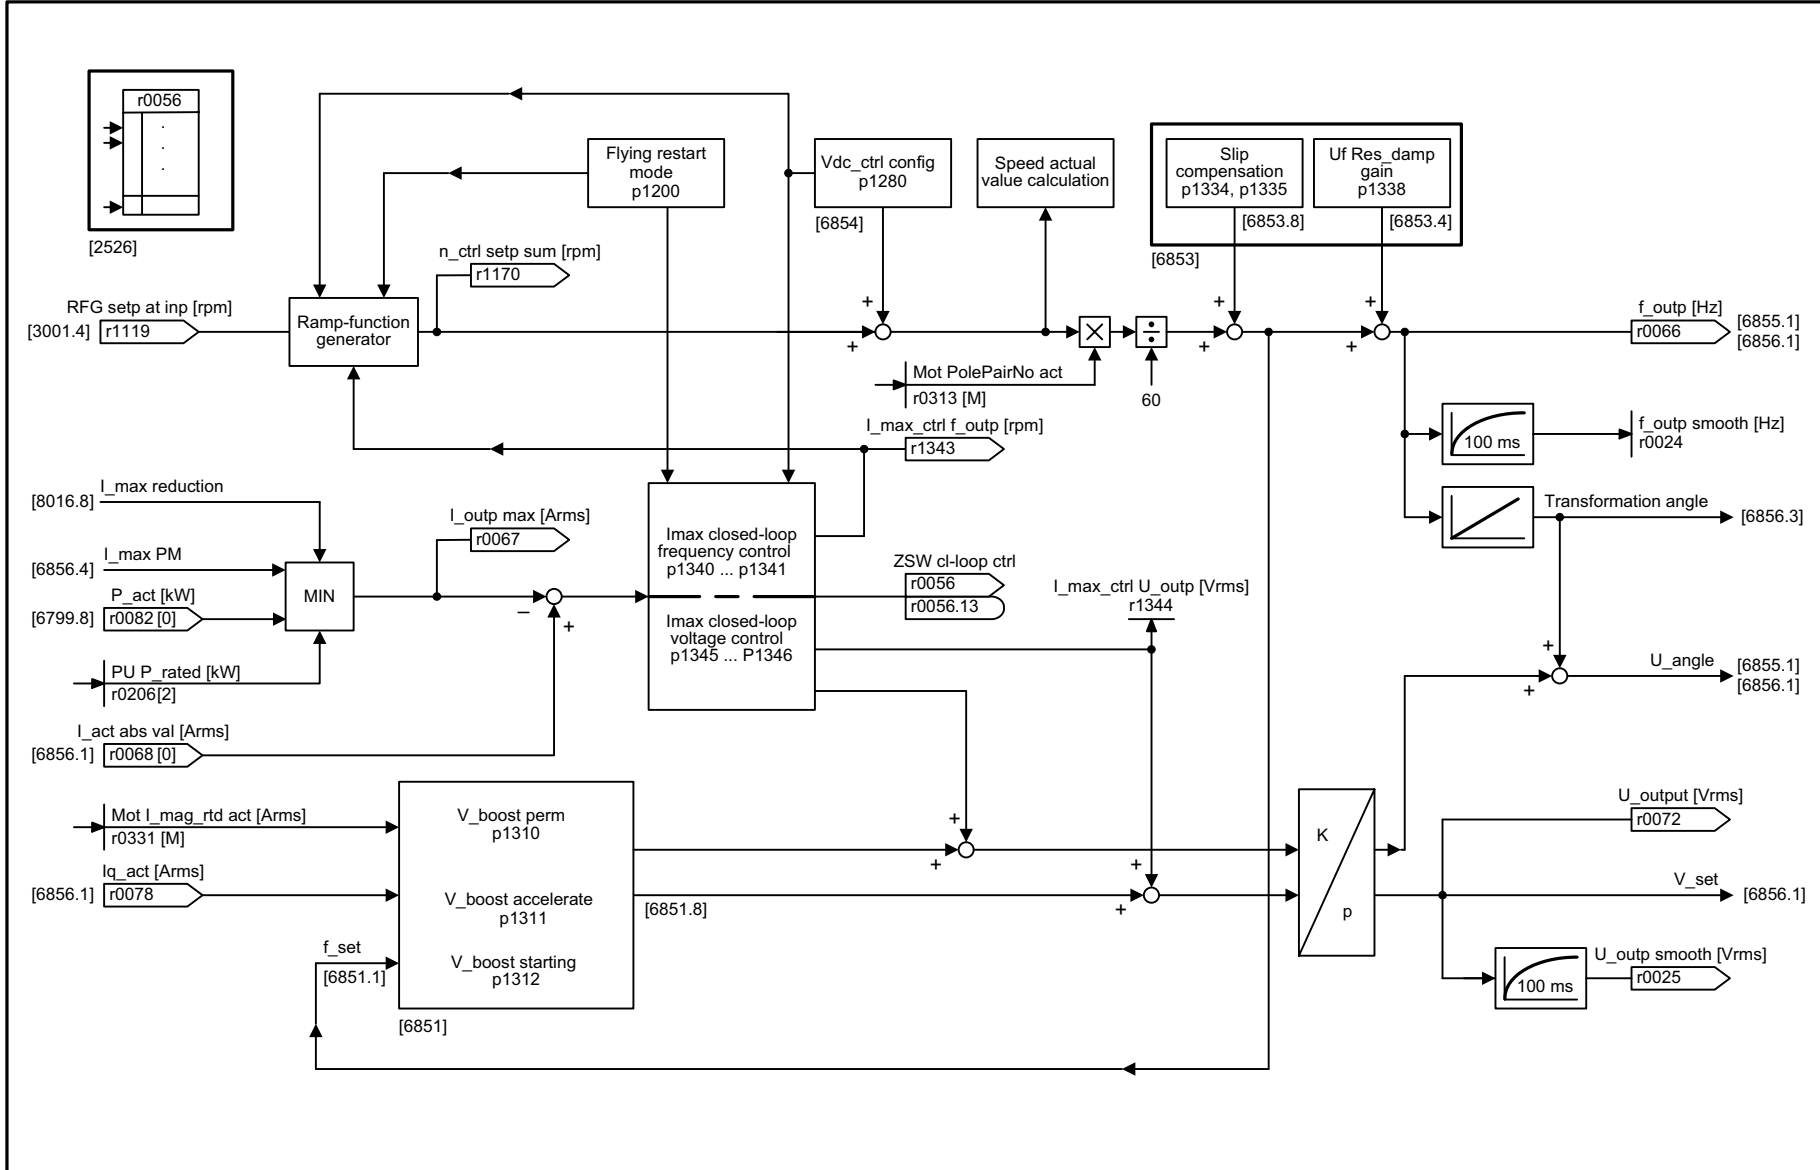 r0056
[2526]
Flying restart
mode
p1200
Vdc_ctrl config
p1280
[6854]
Speed actual
value calculation
Slip
compensation
p1334, p1335
[6853.8]
Uf Res_damp
gain
p1338
[6853.4]
[6853]
n_ctrl setp sum [rpm]
r1170
RFG setp at inp [rpm]
[3001.4]
r1119
Ramp-function
generator
+
+
Mot PolePairNo act
r0313 [M]
×
÷
60
+
+
+
+
f_outp [Hz]
r0066
[6855.1]
[6856.1]
I_max_ctrl f_outp [rpm]
r1343
100 ms
f_outp smooth [Hz]
r0024
Transformation angle
[6856.3]
I_max reduction
[8016.8]
I_max PM
[6856.4]
P_act [kW]
[6799.8]
r0082 [0]
PU P_rated [kW]
r0206[2]
MIN
I_outp max [Arms]
r0067
–
+
I_act abs val [Arms]
[6856.1]
r0068 [0]
Imax closed-loop
frequency control
p1340 ... p1341
Imax closed-loop
voltage control
p1345 ... P1346
ZSW cl-loop ctrl
r0056
r0056.13
I_max_ctrl U_outp [Vrms]
r1344
+
+
U_angle
[6855.1]
[6856.1]
Mot I_mag_rtd act [Arms]
r0331 [M]
Iq_act [Arms]
[6856.1]
r0078
f_set
[6851.1]
V_boost perm
p1310
V_boost accelerate
p1311
V_boost starting
p1312
[6851]
[6851.8]
+
+
+
+
K
p
U_output [Vrms]
r0072
V_set
[6856.1]
100 ms
U_outp smooth [Vrms]
r0025